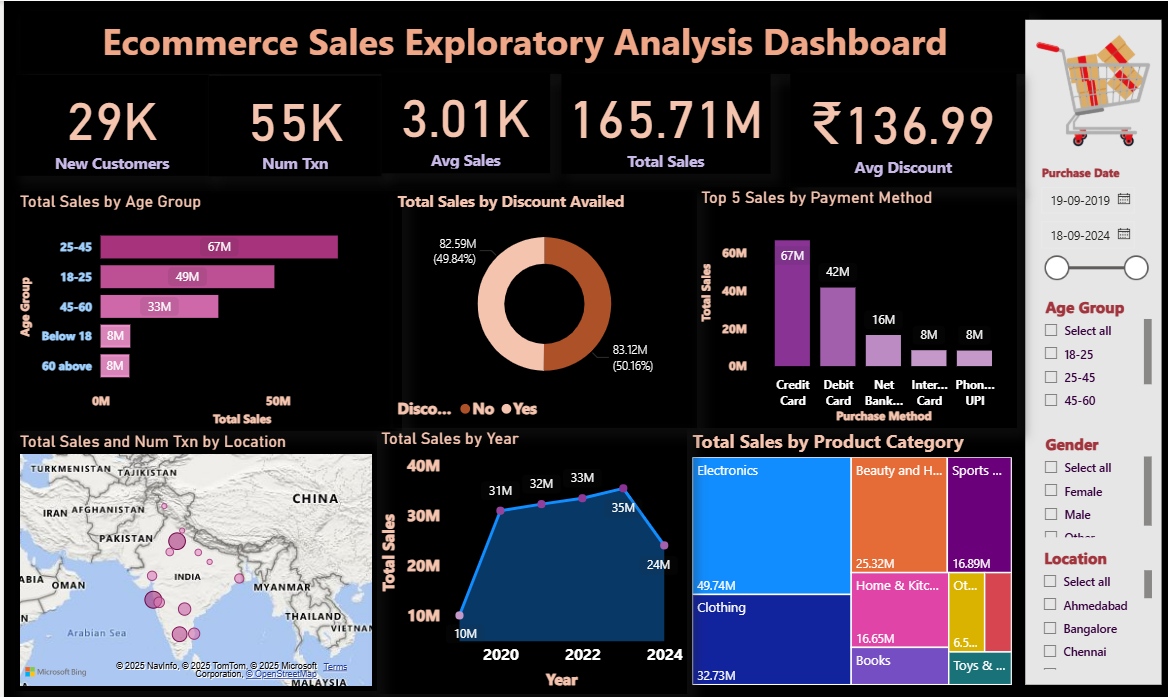 Ecommerce Sales Exploratory Analysis Dashboard
29K
New Customers
55K
Num Txn
3.01K
Avg Sales
165.71M
Total Sales
₹136.99
Avg Discount
Total Sales by Age Group
Age Group
25-45
67M
18-25
49M
45-60
33M
Below 18
8M
60 above
8M
0M
50M
Total Sales
Total Sales by Discount Availed
82.59M
(49.84%)
83.12M
(50.16%)
Disco...
No
Yes
Top 5 Sales by Payment Method
Total Sales
60M
40M
20M
0M
67M
42M
16M
8M
8M
Credit
Card
Debit
Card
Net
Bank...
Inter...
Card
Phon...
UPI
Purchase Method
Total Sales and Num Txn by Location
TURKMENISTAN
TAJIKISTAN
CHINA
IRAN
AFGHANISTAN
PAKISTAN
INDIA
ABIA
OMAN
MYANMAR
THAILAND
N
VIETNAM
Arabian Sea
MALAYSIA
Microsoft Bing
© 2025 NavInfo, © 2025 TomTom, © 2025 Microsoft
Corporation, © OpenStreetMap
Terms
Total Sales by Year
Total Sales
40M
30M
20M
10M
10M
31M
32M
33M
35M
24M
2020
2022
2024
Year
Total Sales by Product Category
Electronics
49.74M
Clothing
32.73M
Beauty and H...
25.32M
Sports ...
16.89M
Home & Kitc...
16.65M
Books
Ot...
6.5...
Toys & ...
Purchase Date
19-09-2019
18-09-2024
Age Group
Select all
18-25
25-45
45-60
Gender
Select all
Female
Male
Other
Location
Select all
Ahmedabad
Bangalore
Chennai